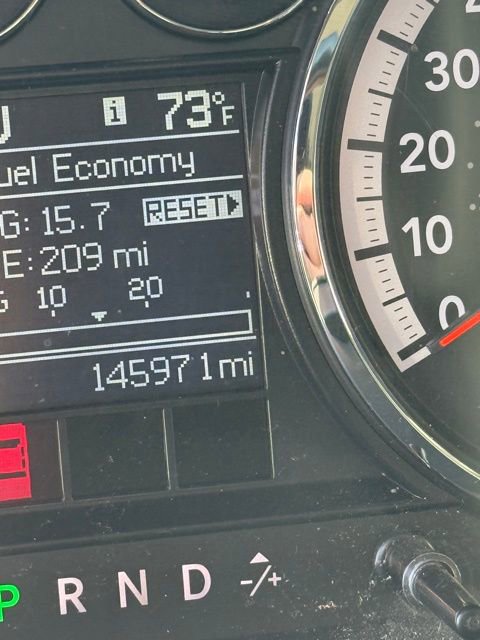 i 73°F
uel Economy
G: 15.7 RESET
E: 209 mi
G 10 20
145971 mi
30
20
10
0
P R N D -/+